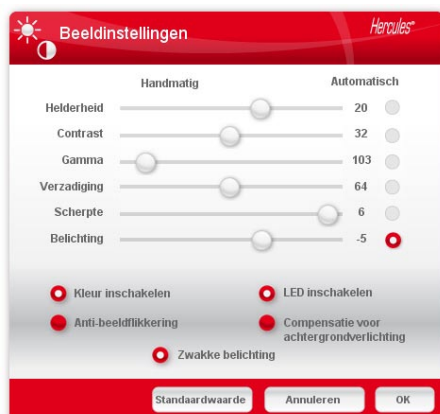 Beeldinstellingen
Hercules
Handmatig Automatisch
Helderheid 20
Contrast 32
Gamma 103
Verzadiging 64
Scherpte 6
Belichting -5
Kleur inschakelen LED inschakelen
Anti-beeldflikkering Compensatie voor
achtergrondverlichting
Zwakke belichting
Standaardwaarde Annuleren OK